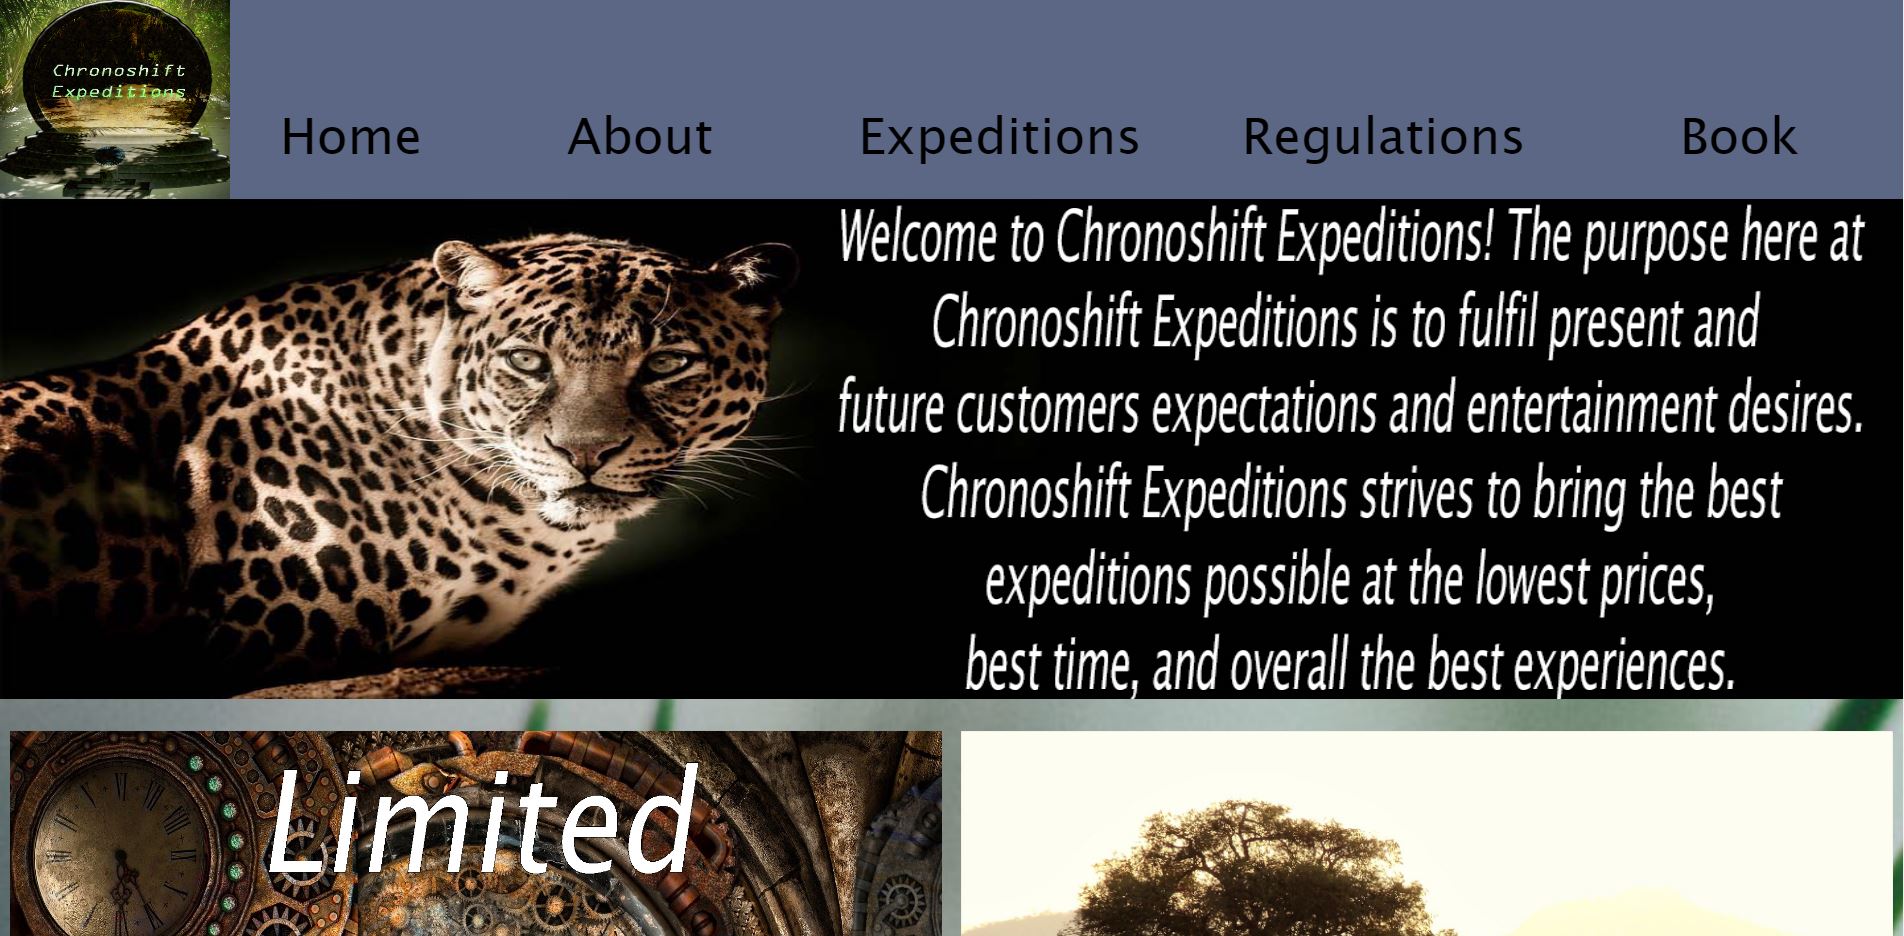 Chronoshift
Expeditions
Home
About
Expeditions
Regulations
Book
Welcome to Chronoshift Expeditions! The purpose here at
Chronoshift Expeditions is to fulfil present and
future customers expectations and entertainment desires.
Chronoshift Expeditions strives to bring the best
expeditions possible at the lowest prices,
best time, and overall the best experiences.
Limited